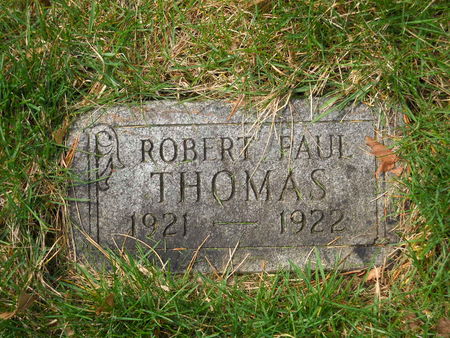 ROBERT PAUL
THOMAS
1921 — 1922